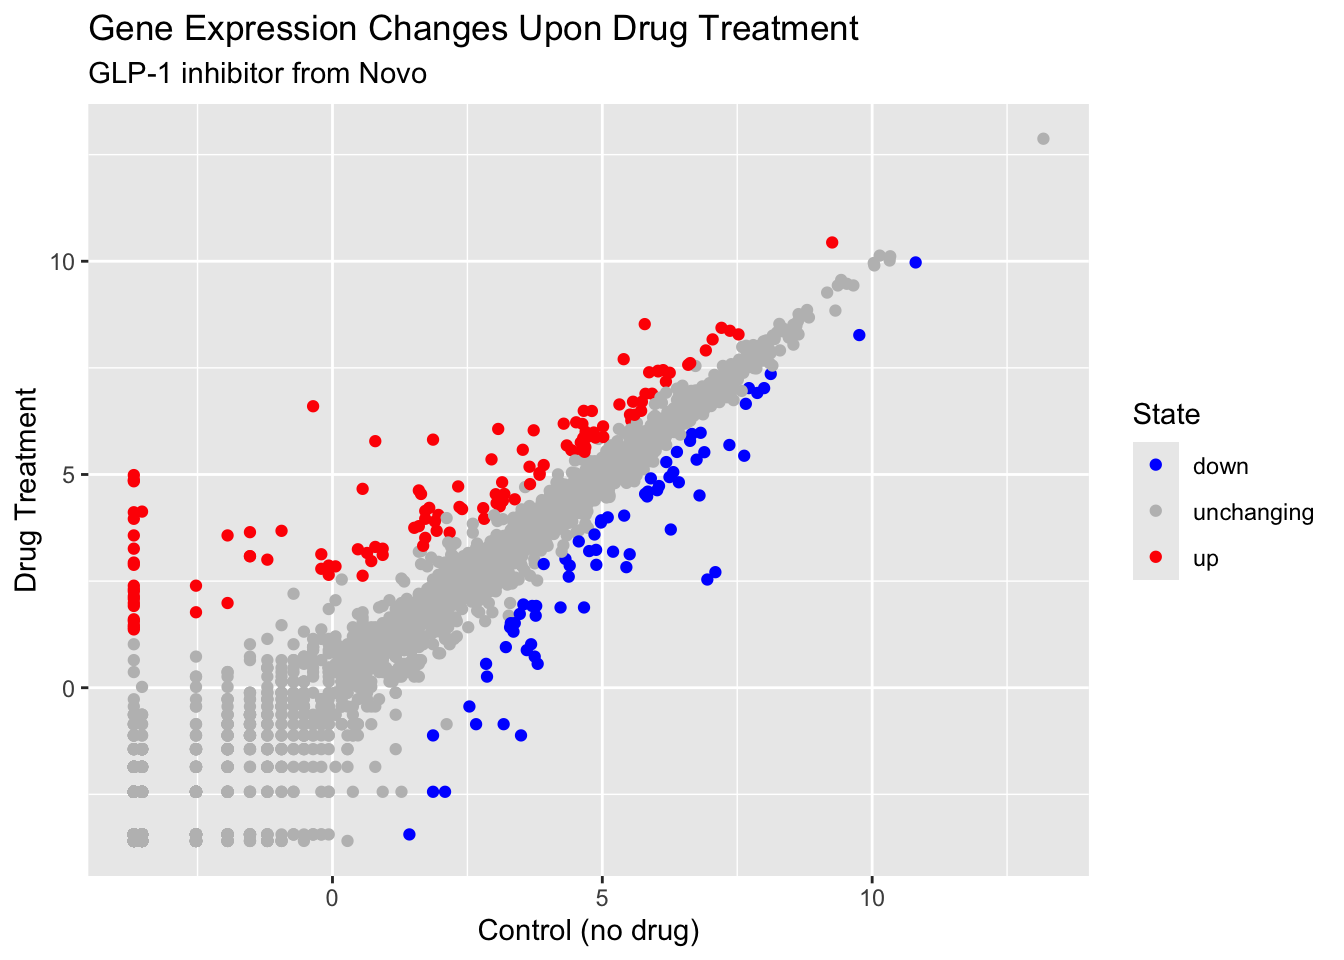 Gene Expression Changes Upon Drug Treatment
GLP-1 inhibitor from Novo
10
5
0
Drug Treatment
0 5 10
Control (no drug)
State
down
unchanging
up